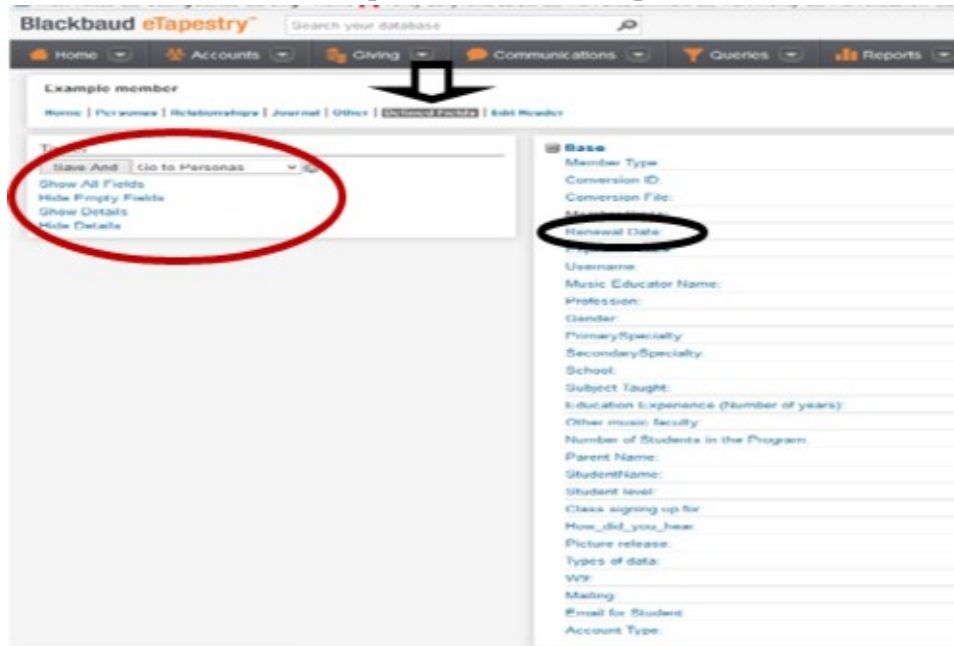 Blackbaud eTapestry™ Search your database
Home Accounts Giving Communications Queries Reports
Example member
Home | Personas | Relationships | Journal | Other | Defined Fields | Edit Header
Save And Go to Personas
Show All Fields
Hide Empty Fields
Show Details
Hide Details
Base
Member Type:
Conversion ID:
Conversion File:
Renewal Date:
Username:
Music Educator Name:
Profession:
Gender:
PrimarySpecialty:
SecondarySpecialty:
School:
Subject Taught:
Education Experience (Number of years):
Other music faculty:
Number of Students in the Program:
Parent Name:
StudentName:
Student level:
Class signing up for:
How_did_you_hear:
Picture release:
Types of data:
W9:
Mailing:
Email for Student:
Account Type: